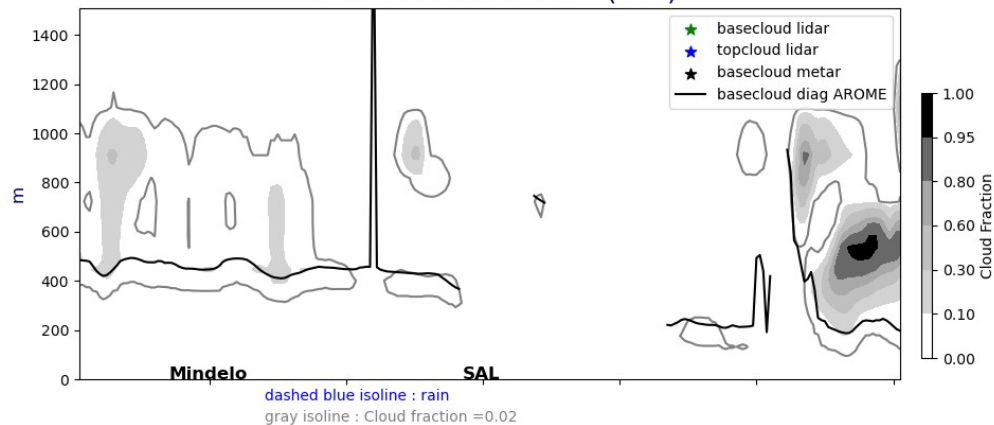 basecloud lidar
topcloud lidar
basecloud metar
basecloud diag AROME
1400
1200
1000
800
600
400
200
0
m
Mindelo
SAL
dashed blue isoline : rain
gray isoline : Cloud fraction =0.02
1.00
0.95
0.80
0.60
0.30
0.10
0.00
Cloud Fraction